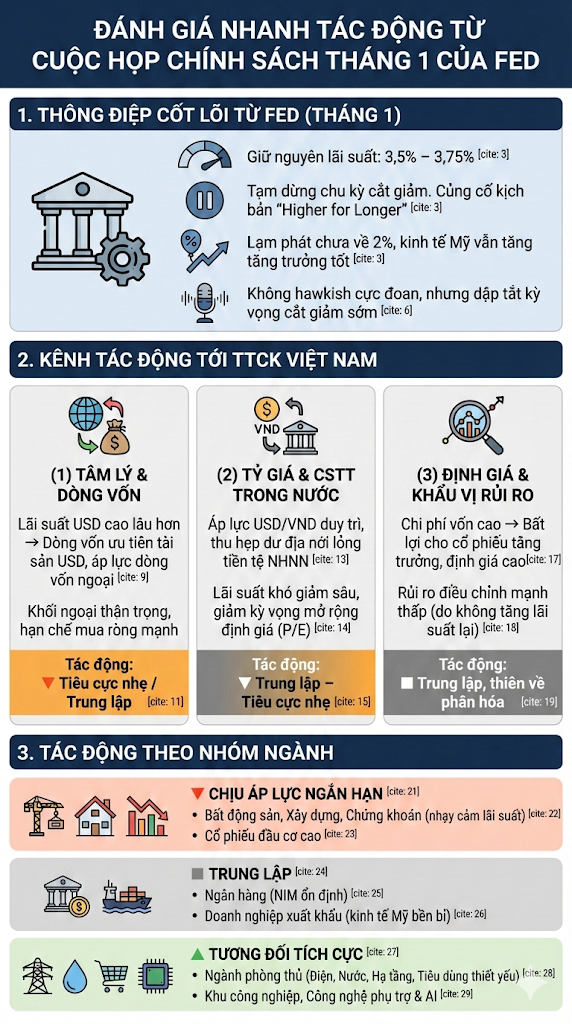 ĐÁNH GIÁ NHANH TÁC ĐỘNG TỪ
CUỘC HỌP CHÍNH SÁCH THÁNG 1 CỦA FED
1. THÔNG ĐIỆP CỐT LÕI TỪ FED (THÁNG 1)
Giữ nguyên lãi suất: 3,5% – 3,75% [cite: 3]
Tạm dừng chu kỳ cắt giảm. Củng cố kịch
bản “Higher for Longer” [cite: 3]
Lạm phát chưa về 2%, kinh tế Mỹ vẫn tăng
tăng trưởng tốt [cite: 3]
Không hawkish cực đoan, nhưng dập tắt kỳ
vọng cắt giảm sớm [cite: 6]
2. KÊNH TÁC ĐỘNG TỚI TTCK VIỆT NAM
(1) TÂM LÝ &
DÒNG VỐN
Lãi suất USD cao lâu hơn
→ Dòng vốn ưu tiên tài
sản USD, áp lực dòng
vốn ngoại [cite: 9]
Khối ngoại thận trọng,
hạn chế mua ròng mạnh
Tác động:
▼ Tiêu cực nhẹ /
Trung lập [cite: 11]
$
VND
(2) TỶ GIÁ & CSTT
TRONG NƯỚC
Áp lực USD/VND duy trì,
thu hẹp dư địa nới lỏng
tiền tệ NHNN [cite: 13]
Lãi suất khó giảm sâu,
giảm kỳ vọng mở rộng
định giá (P/E) [cite: 14]
Tác động:
▼ Trung lập –
Tiêu cực nhẹ [cite: 15]
(3) ĐỊNH GIÁ
& KHẨU VỊ RỦI RO
Chi phí vốn cao → Bất
lợi cho cổ phiếu tăng
trưởng, định giá cao [cite: 17]
Rủi ro điều chỉnh mạnh
thấp (do không tăng lãi
suất lại) [cite: 18]
Tác động:
■ Trung lập, thiên về
phân hóa [cite: 19]
3. TÁC ĐỘNG THEO NHÓM NGÀNH
▼ CHỊU ÁP LỰC NGẮN HẠN [cite: 21]
• Bất động sản, Xây dựng, Chứng khoán (nhạy cảm lãi suất) [cite: 22]
• Cổ phiếu đầu cơ cao [cite: 23]
■ TRUNG LẬP [cite: 24]
• Ngân hàng (NIM ổn định) [cite: 25]
• Doanh nghiệp xuất khẩu (kinh tế Mỹ bền bỉ) [cite: 26]
▲ TƯƠNG ĐỐI TÍCH CỰC [cite: 27]
• Ngành phòng thủ (Điện, Nước, Hạ tầng, Tiêu dùng thiết yếu) [cite: 28]
• Khu công nghiệp, Công nghệ phụ trợ & AI [cite: 29]